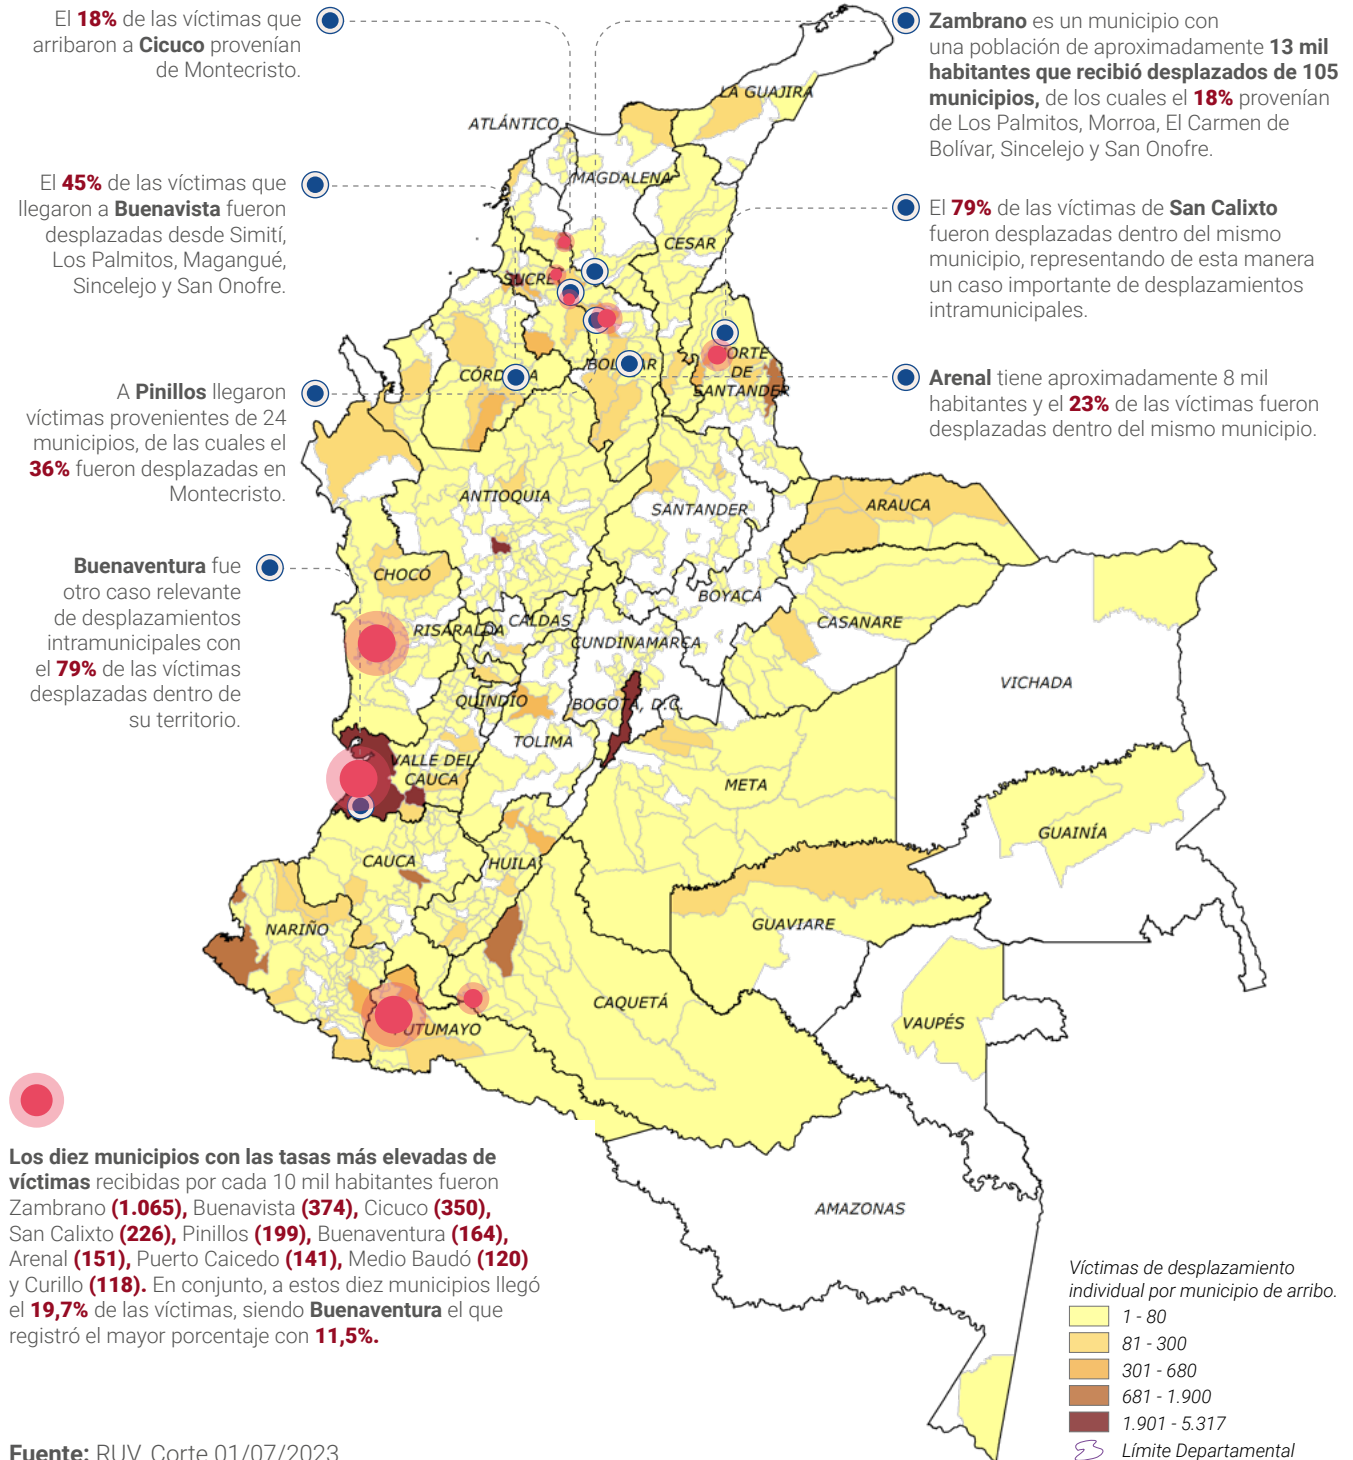 El 18% de las víctimas que
arribaron a Cicuco provenían
de Montecristo.
Zambrano es un municipio con
una población de aproximadamente 13 mil
habitantes que recibió desplazados de 105
municipios, de los cuales el 18% provenían
de Los Palmitos, Morroa, El Carmen de
Bolívar, Sincelejo y San Onofre.
El 45% de las víctimas que
llegaron a Buenavista fueron
desplazadas desde Simití,
Los Palmitos, Magangué,
Sincelejo y San Onofre.
El 79% de las víctimas de San Calixto
fueron desplazadas dentro del mismo
municipio, representando de esta manera
un caso importante de desplazamientos
intramunicipales.
A Pinillos llegaron
víctimas provenientes de 24
municipios, de las cuales el
36% fueron desplazadas en
Montecristo.
Arenal tiene aproximadamente 8 mil
habitantes y el 23% de las víctimas fueron
desplazadas dentro del mismo municipio.
Buenaventura fue
otro caso relevante
de desplazamientos
intramunicipales con
el 79% de las víctimas
desplazadas dentro de
su territorio.
LA GUAJIRA
ATLÁNTICO
MAGDALENA
CESAR
SUCRE
CÓRDOBA
BOLÍVAR
NORTE
DE
SANTANDER
ANTIOQUIA
SANTANDER
ARAUCA
CHOCÓ
BOYACÁ
RISARALDA
CALDAS
CASANARE
CUNDINAMARCA
VICHADA
QUINDÍO
BOGOTÁ, D.C.
TOLIMA
VALLE DEL
CAUCA
META
GUAINÍA
CAUCA
HUILA
NARIÑO
GUAVIARE
CAQUETÁ
VAUPÉS
PUTUMAYO
AMAZONAS
Los diez municipios con las tasas más elevadas de
víctimas recibidas por cada 10 mil habitantes fueron
Zambrano (1.065), Buenavista (374), Cicuco (350),
San Calixto (226), Pinillos (199), Buenaventura (164),
Arenal (151), Puerto Caicedo (141), Medio Baudó (120)
y Curillo (118). En conjunto, a estos diez municipios llegó
el 19,7% de las víctimas, siendo Buenaventura el que
registró el mayor porcentaje con 11,5%.
Víctimas de desplazamiento
individual por municipio de arribo.
1 - 80
81 - 300
301 - 680
681 - 1.900
1.901 - 5.317
Límite Departamental
Fuente: RUV. Corte 01/07/2023